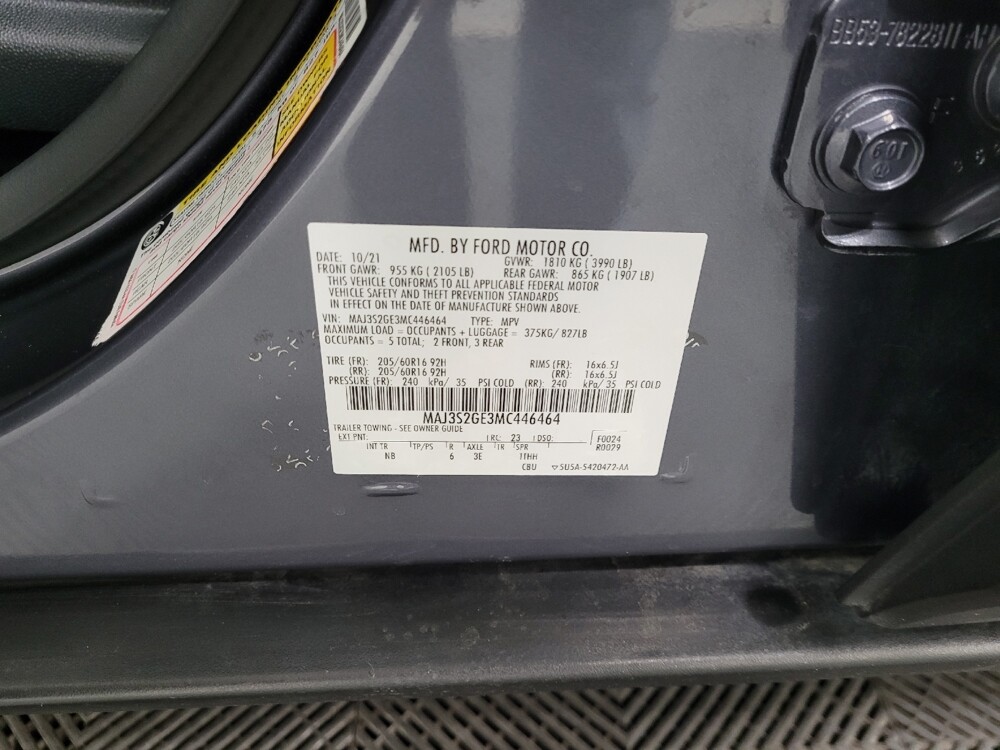 BB53-7822811 AH
10.9
MFD. BY FORD MOTOR CO.
DATE: 10/21 GVWR: 1810 KG ( 3990 LB)
FRONT GAWR: 955 KG ( 2105 LB) REAR GAWR: 865 KG ( 1907 LB)
THIS VEHICLE CONFORMS TO ALL APPLICABLE FEDERAL MOTOR
VEHICLE SAFETY AND THEFT PREVENTION STANDARDS
IN EFFECT ON THE DATE OF MANUFACTURE SHOWN ABOVE.
VIN: MAJ3S2GE3MC446464 TYPE: MPV
MAXIMUM LOAD = OCCUPANTS + LUGGAGE = 375KG/ 827LB
OCCUPANTS = 5 TOTAL; 2 FRONT, 3 REAR
TIRE (FR): 205/60R16 92H RIMS (FR): 16x6.5J
(RR): 205/60R16 92H (RR): 16x6.5J
PRESSURE (FR): 240 kPa/ 35 PSI COLD (RR): 240 kPa/ 35 PSI COLD
MAJ3S2GE3MC446464
TRAILER TOWING - SEE OWNER GUIDE
EXT PNT: RC: 23 DSO: F0024
R0029
INT TR TP/PS R AXLE TR SPR
NB 6 3E 11HH
CBU SU5A-5420472-AA